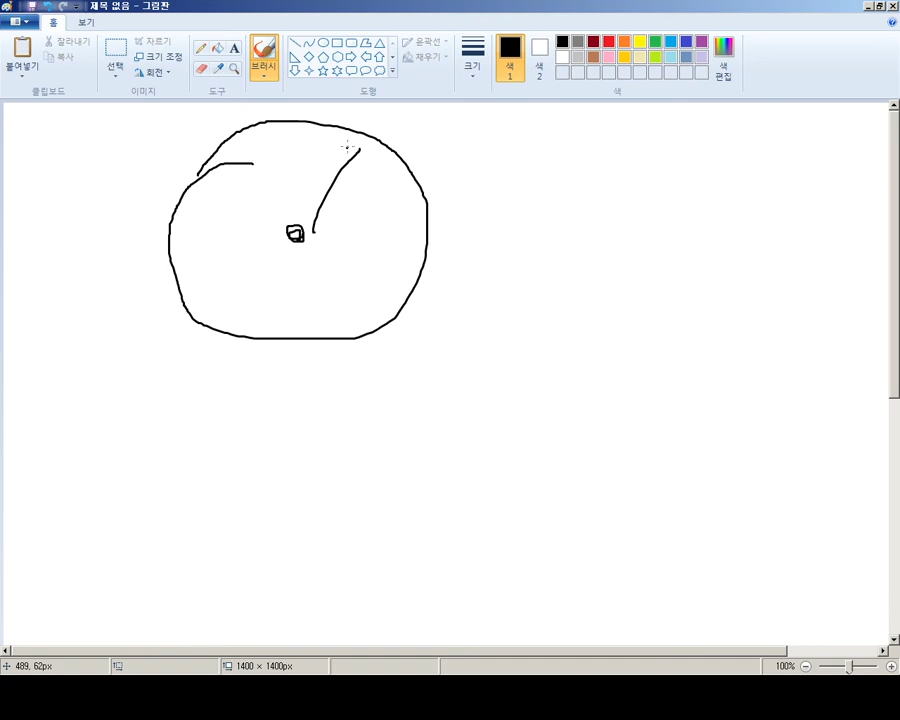 제목 없음 - 그림판
홈 보기
붙여넣기 잘라내기 복사 클립보드
선택 자르기 크기 조정 회전 이미지
A 도구
브러시
윤곽선 채우기 도형
크기
색 1 색 2 색 편집 색
489, 62px 1400 × 1400px 100%